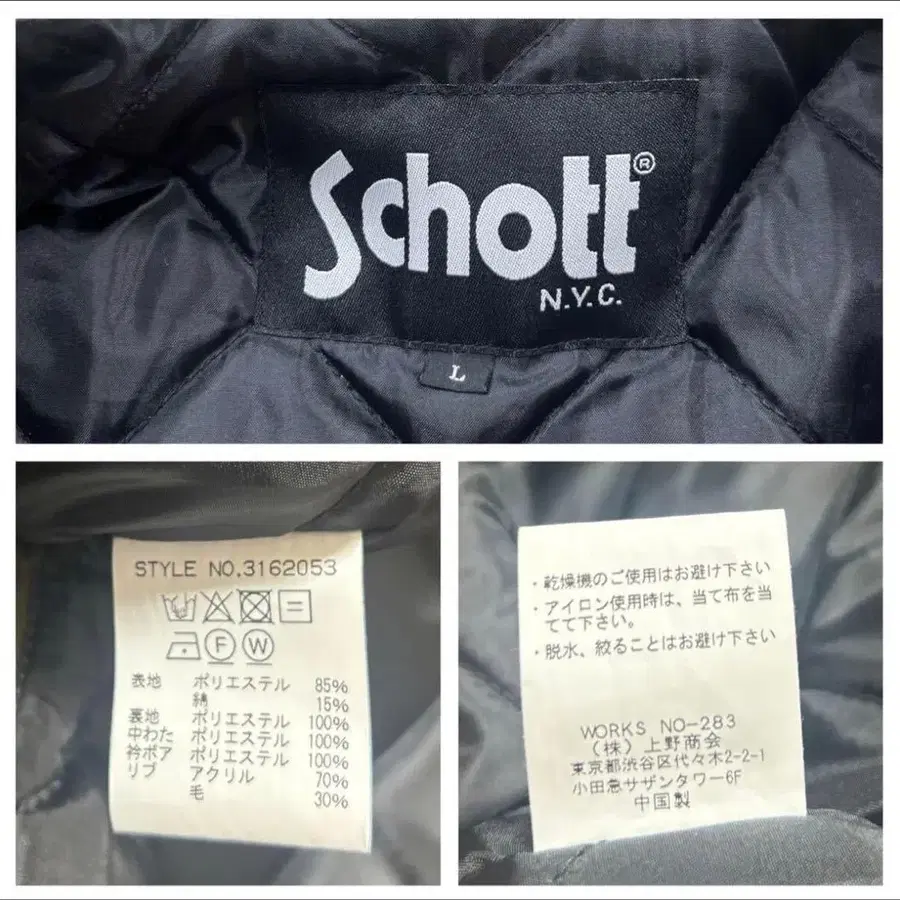 Schott®
N.Y.C.
L
STYLE NO.3162053
F W
表地 ポリエステル 85%
綿 15%
裏地 ポリエステル 100%
中わた ポリエステル 100%
衿ボア ポリエステル 100%
リブ アクリル 70%
毛 30%
・乾燥機のご使用はお避け下さい
・アイロン使用時は、当て布を当
てて下さい。
・脱水、絞ることはお避け下さい
WORKS NO-283
(株)上野商会
東京都渋谷区代々木2-2-1
小田急サザンタワー6F
中国製